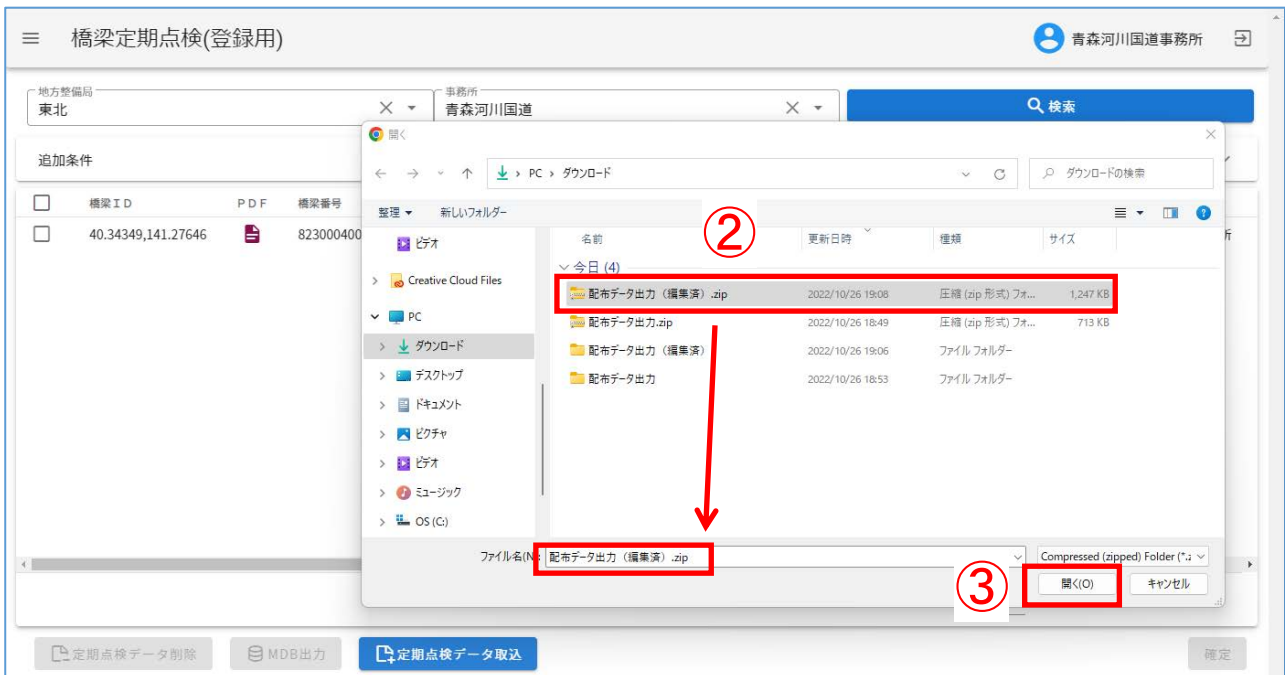 橋梁定期点検(登録用)
青森河川国道事務所
地方整備局
東北
事務所
青森河川国道
検索
追加条件
開く
PC › ダウンロード
ダウンロードの検索
整理
新しいフォルダー
橋梁ID
PDF
橋梁番号
40.34349,141.27646
823000400
所
②
ビデオ
Creative Cloud Files
PC
ダウンロード
デスクトップ
ドキュメント
ピクチャ
ビデオ
ミュージック
OS (C:)
名前
更新日時
種類
サイズ
今日 (4)
配布データ出力（編集済）.zip
2022/10/26 19:08
圧縮 (zip 形式) フォ...
1,247 KB
配布データ出力.zip
2022/10/26 18:49
圧縮 (zip 形式) フォ...
713 KB
配布データ出力（編集済）
2022/10/26 19:06
ファイル フォルダー
配布データ出力
2022/10/26 18:53
ファイル フォルダー
ファイル名(N):
配布データ出力（編集済）.zip
Compressed (zipped) Folder (*.z
③
開く(O)
キャンセル
定期点検データ削除
MDB出力
定期点検データ取込
確定